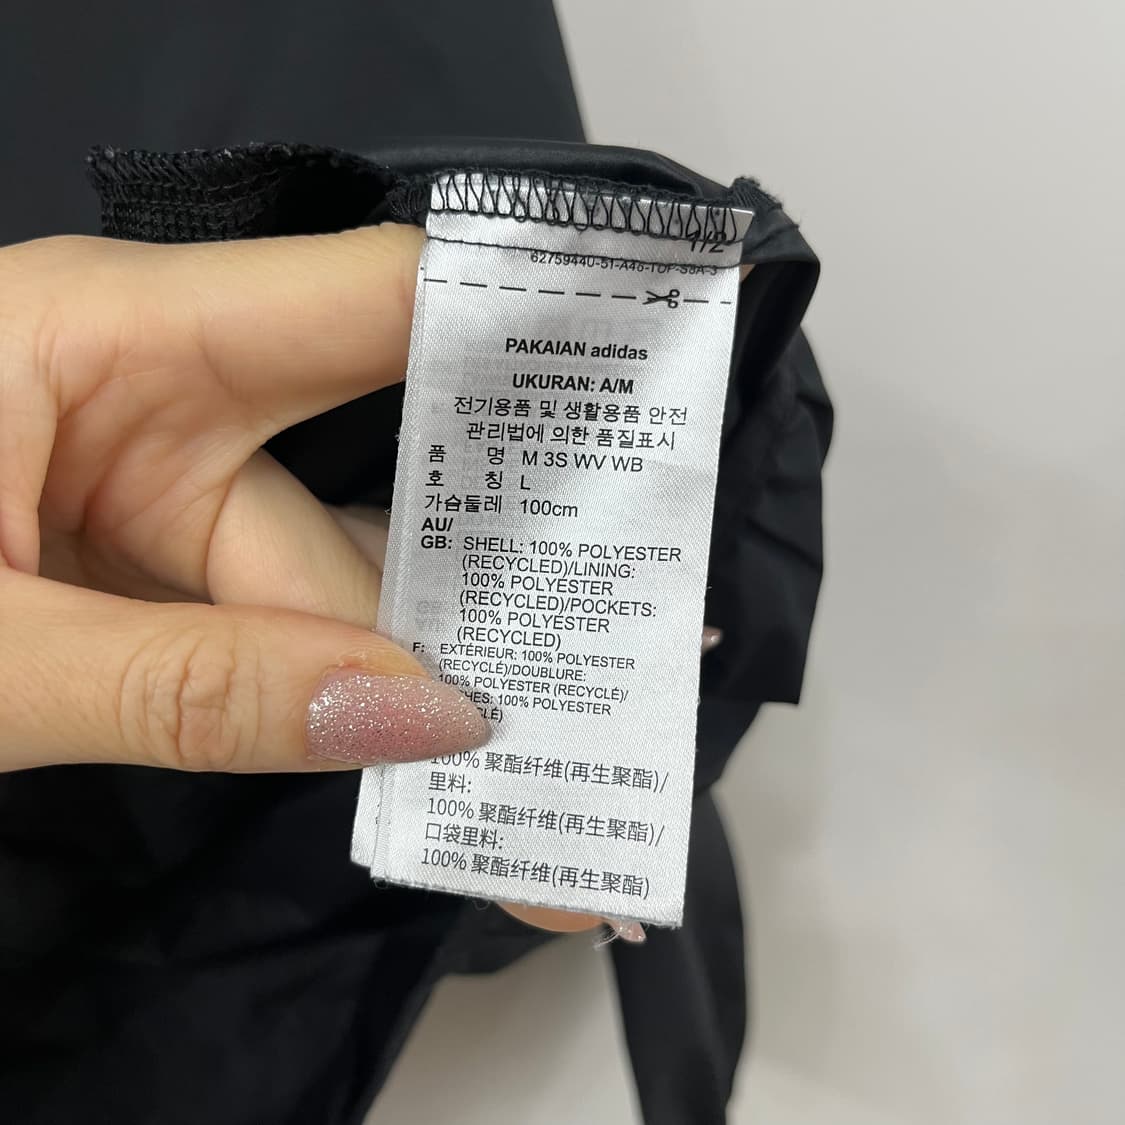 1/2
62759440-51-A46-TOP-S8A-3
PAKAIAN adidas
UKURAN: A/M
전기용품 및 생활용품 안전
관리법에 의한 품질표시
품 명 M 3S WV WB
호 칭 L
가슴둘레 100cm
AU/
GB: SHELL: 100% POLYESTER
(RECYCLED)/LINING:
100% POLYESTER
(RECYCLED)/POCKETS:
100% POLYESTER
(RECYCLED)
F: EXTÉRIEUR: 100% POLYESTER
(RECYCLÉ)/DOUBLURE:
100% POLYESTER (RECYCLÉ)/
100% POLYESTER
100% 聚酯纤维(再生聚酯)/
里料:
100% 聚酯纤维(再生聚酯)/
口袋里料:
100% 聚酯纤维(再生聚酯)